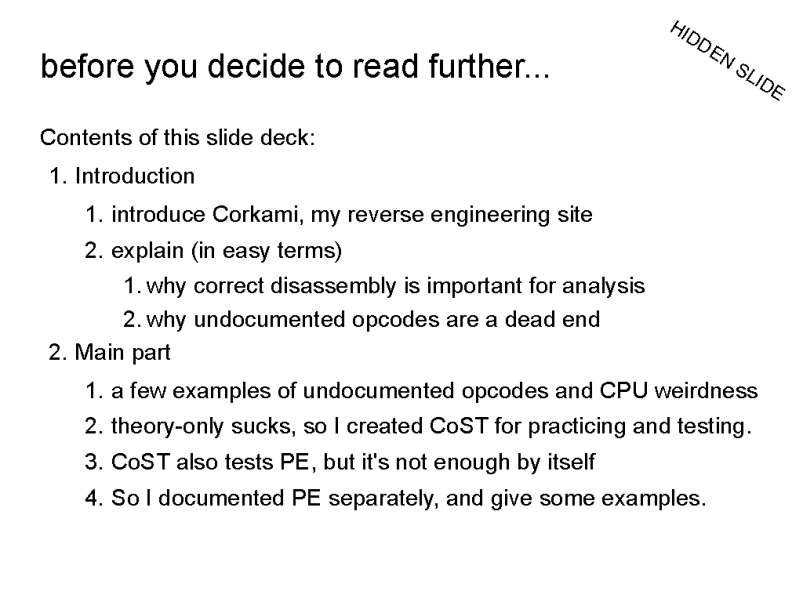 HIDDEN SLIDE
before you decide to read further...
Contents of this slide deck:
1. Introduction
1. introduce Corkami, my reverse engineering site
2. explain (in easy terms)
1. why correct disassembly is important for analysis
2. why undocumented opcodes are a dead end
2. Main part
1. a few examples of undocumented opcodes and CPU weirdness
2. theory-only sucks, so I created CoST for practicing and testing.
3. CoST also tests PE, but it's not enough by itself
4. So I documented PE separately, and give some examples.